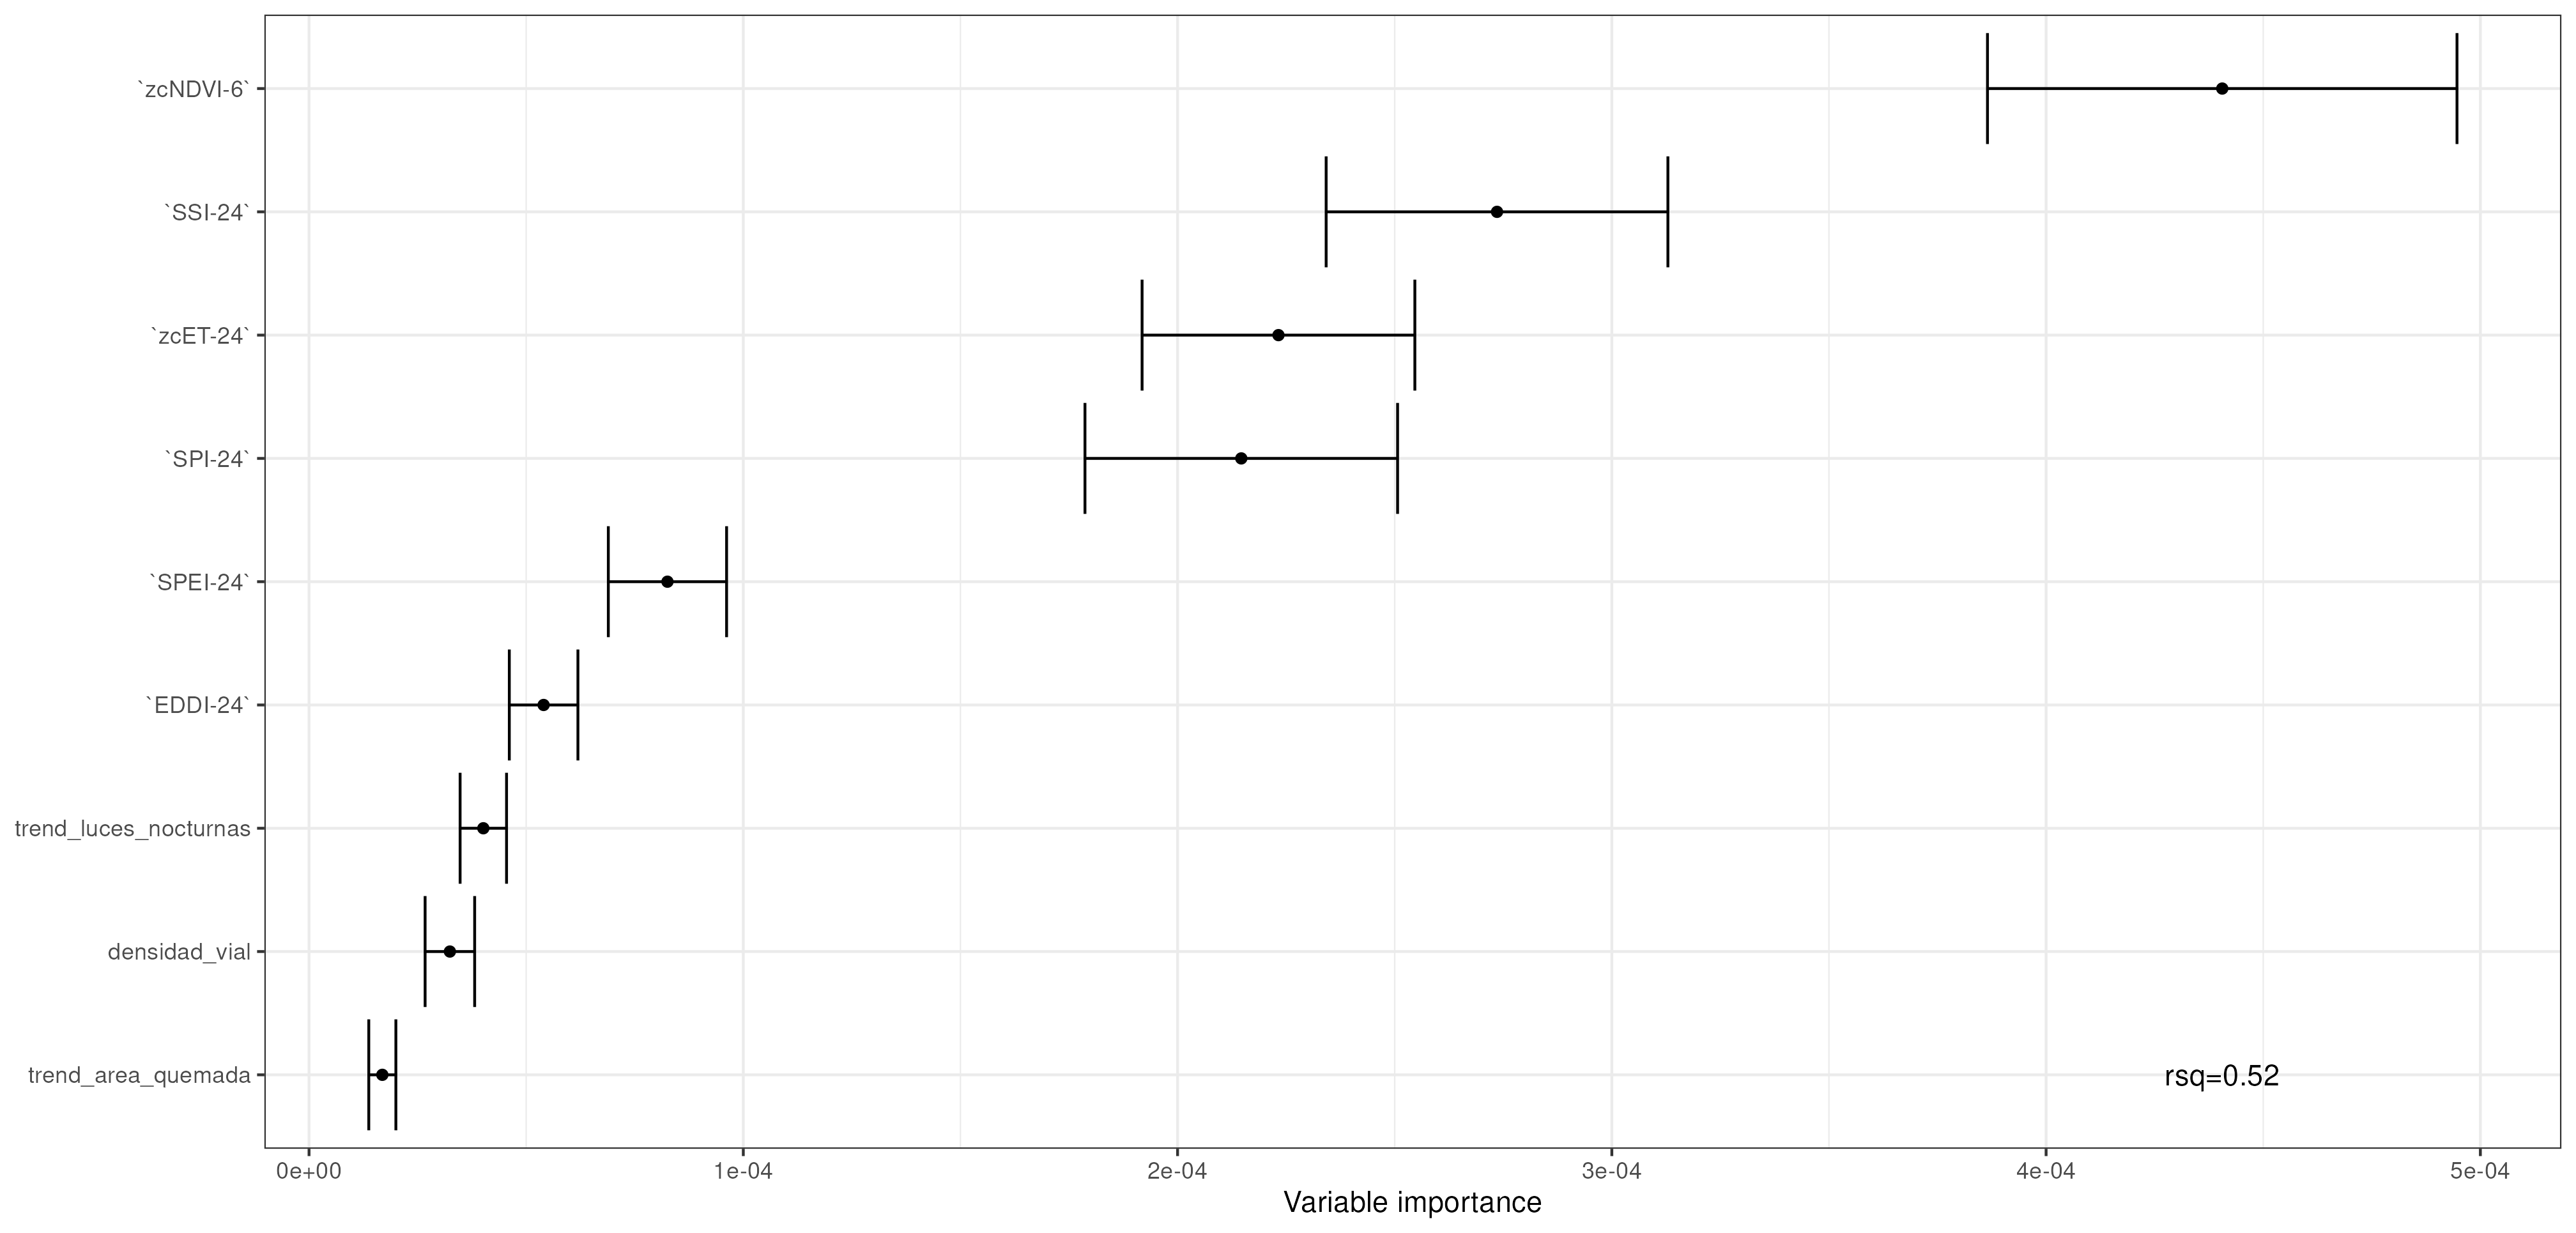 `zcNDVI-6`
`SSI-24`
`zcET-24`
`SPI-24`
`SPEI-24`
`EDDI-24`
trend_luces_nocturnas
densidad_vial
trend_area_quemada
rsq=0.52
0e+00 1e-04 2e-04 3e-04 4e-04 5e-04
Variable importance